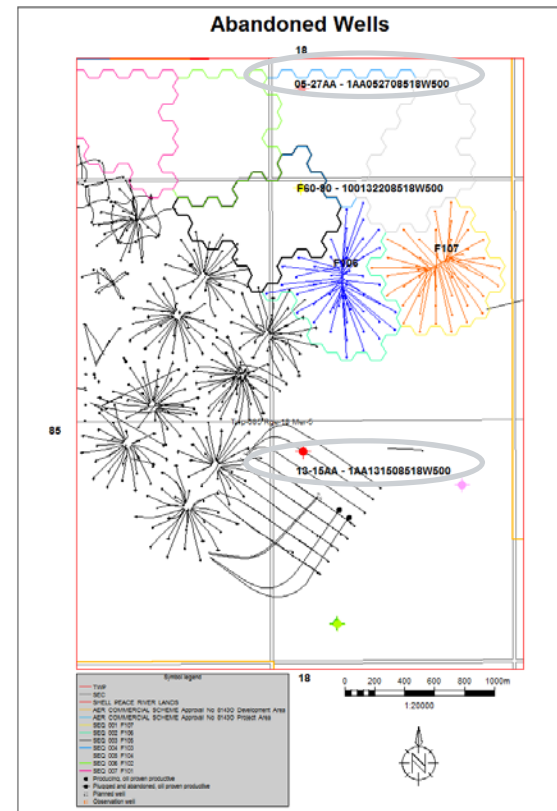 Abandoned Wells
18
05-27AA - 1AA052708518W500
F60-90 - 100132208518W500
F107
F106
85
13-15AA - 1AA131508518W500
18
Symbol legend
TWP
SEC
SHELL PEACE RIVER LANDS
AER COMMERCIAL SCHEME Approval No 8143O Development Area
AER COMMERCIAL SCHEME Approval No 8143O Project Area
SEQ 001 F107
SEQ 002 F106
SEQ 003 F105
SEQ 004 F103
SEQ 005 F104
SEQ 006 F102
SEQ 007 F101
Producing, oil proven productive
Plugged and abandoned, oil proven productive
Planned well
Observation well
0 200 400 600 800 1000m
1:20000
N